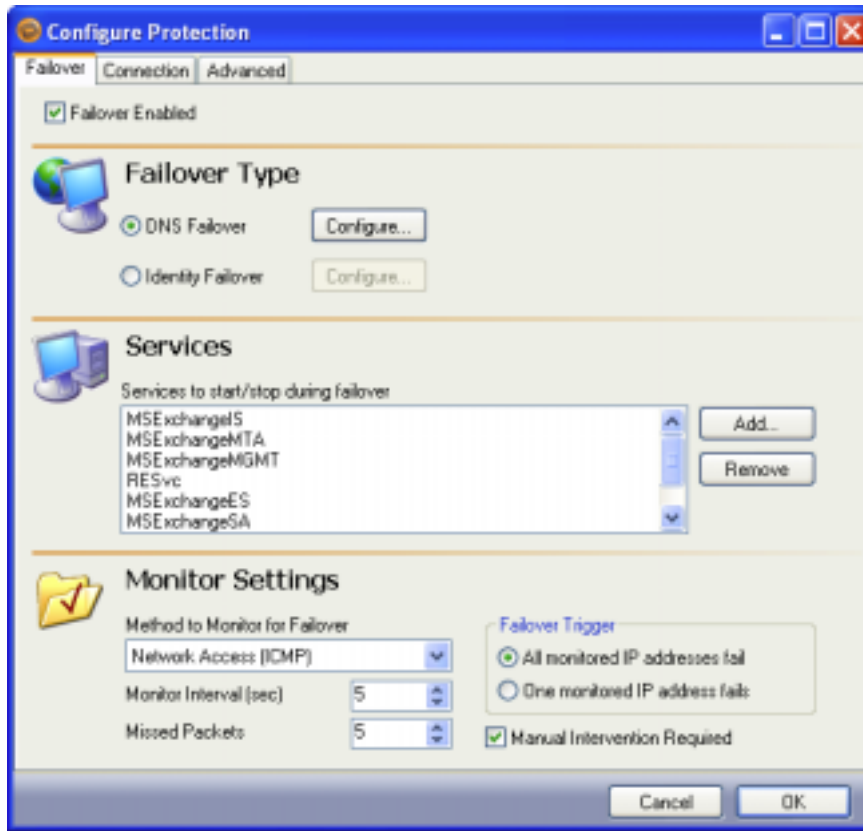 Configure Protection
Failover Connection Advanced
Failover Enabled
Failover Type
DNS Failover Configure...
Identity Failover Configure...
Services
Services to start/stop during failover
MSExchangeIS
MSExchangeMTA
MSExchangeMGMT
RESvc
MSExchangeES
MSExchangeSA
Add...
Remove
Monitor Settings
Method to Monitor for Failover
Network Access (ICMP)
Monitor Interval (sec) 5
Missed Packets 5
Failover Trigger
All monitored IP addresses fail
One monitored IP address fails
Manual Intervention Required
Cancel OK